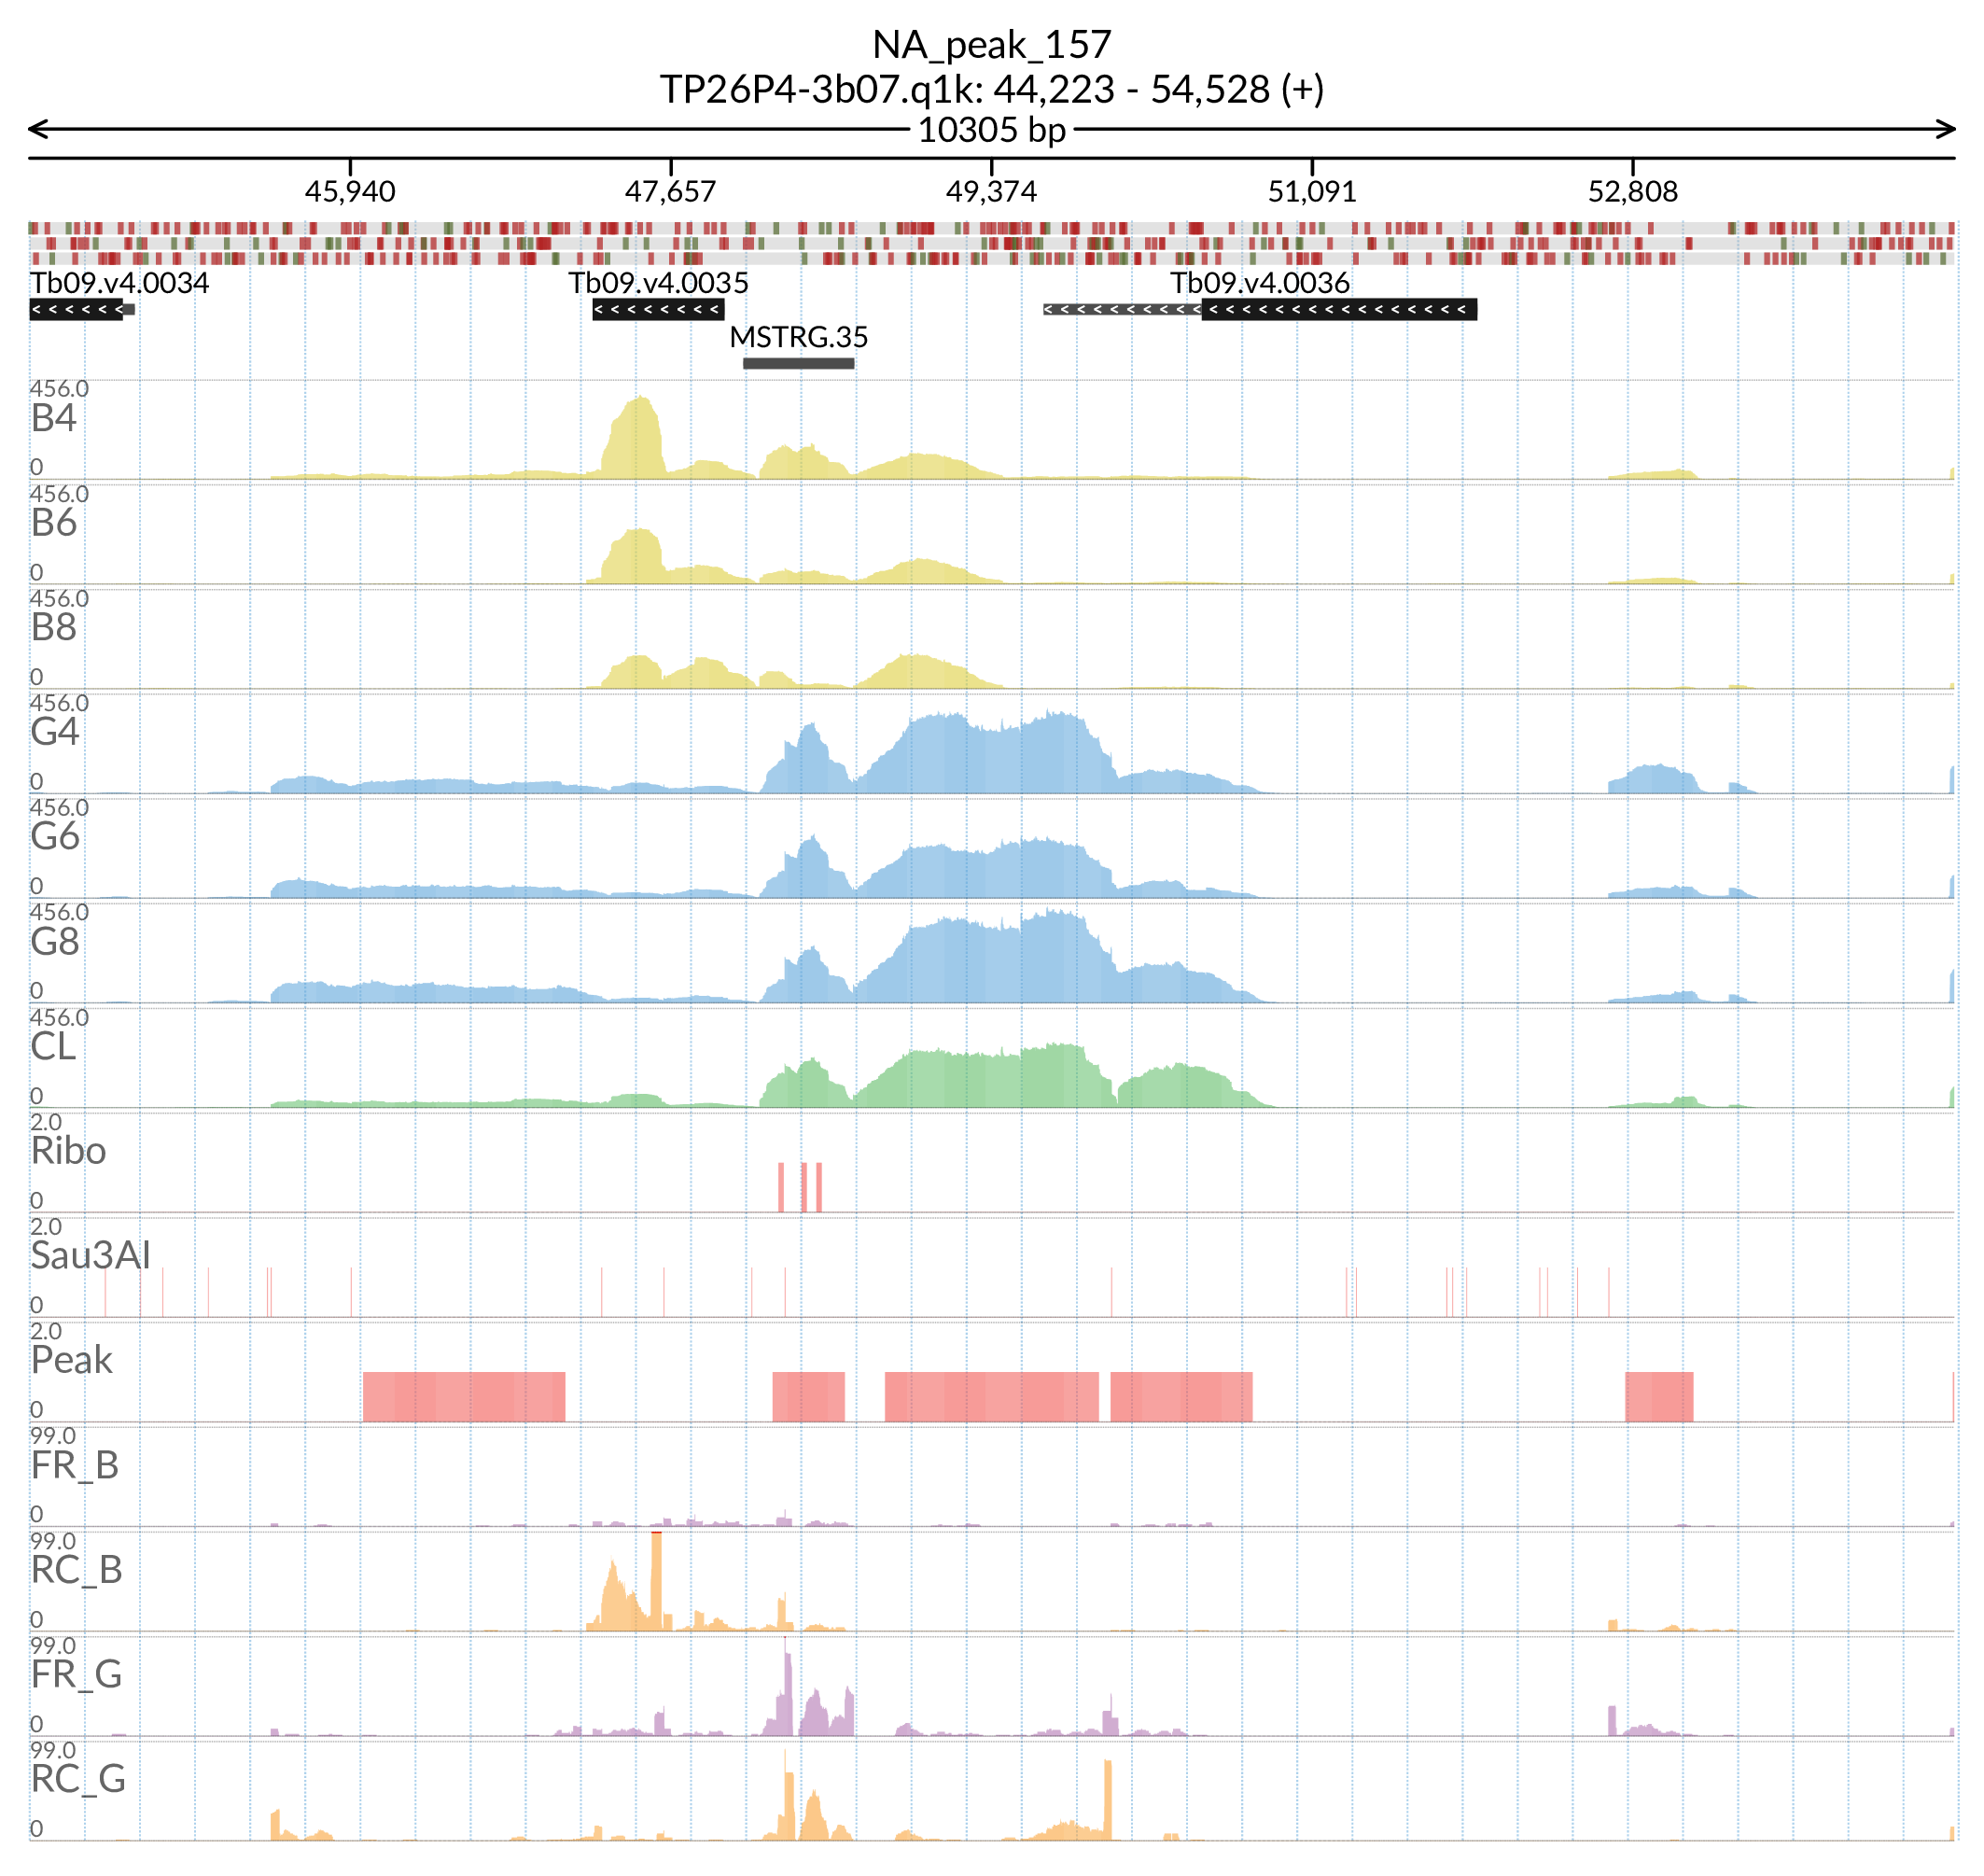 NA_peak_157
TP26P4-3b07.q1k: 44,223 - 54,528 (+)
10305 bp
45,940 47,657 49,374 51,091 52,808
Tb09.v4.0034 Tb09.v4.0035 Tb09.v4.0036
MSTRG.35
456.0
B4
0
456.0
B6
0
456.0
B8
0
456.0
G4
0
456.0
G6
0
456.0
G8
0
456.0
CL
0
2.0
Ribo
0
2.0
Sau3AI
0
2.0
Peak
0
99.0
FR_B
0
99.0
RC_B
0
99.0
FR_G
0
99.0
RC_G
0